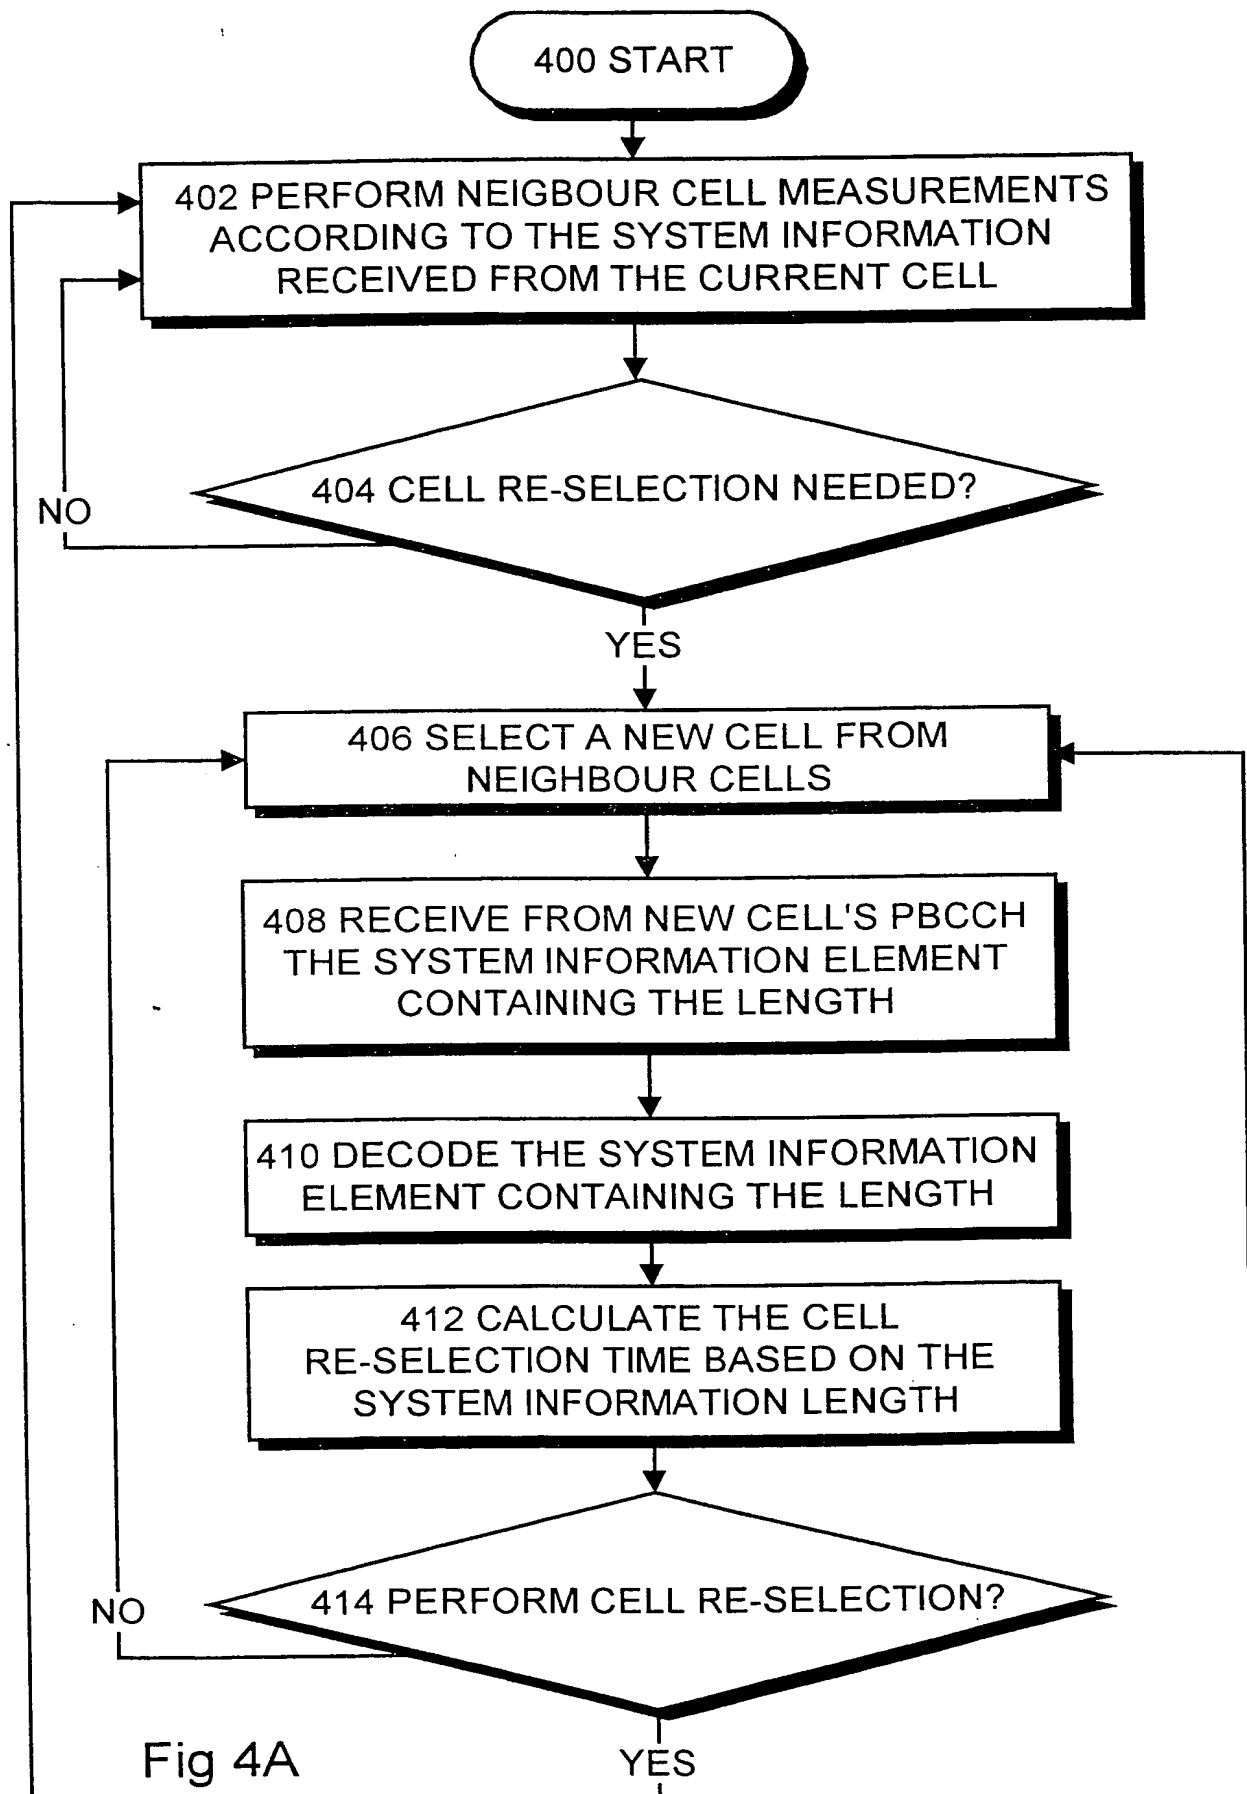 400 START
402 PERFORM NEIGBOUR CELL MEASUREMENTS
ACCORDING TO THE SYSTEM INFORMATION
RECEIVED FROM THE CURRENT CELL
404 CELL RE-SELECTION NEEDED?
NO
YES
406 SELECT A NEW CELL FROM
NEIGHBOUR CELLS
408 RECEIVE FROM NEW CELL'S PBCCH
THE SYSTEM INFORMATION ELEMENT
CONTAINING THE LENGTH
410 DECODE THE SYSTEM INFORMATION
ELEMENT CONTAINING THE LENGTH
412 CALCULATE THE CELL
RE-SELECTION TIME BASED ON THE
SYSTEM INFORMATION LENGTH
414 PERFORM CELL RE-SELECTION?
NO
YES
Fig 4A